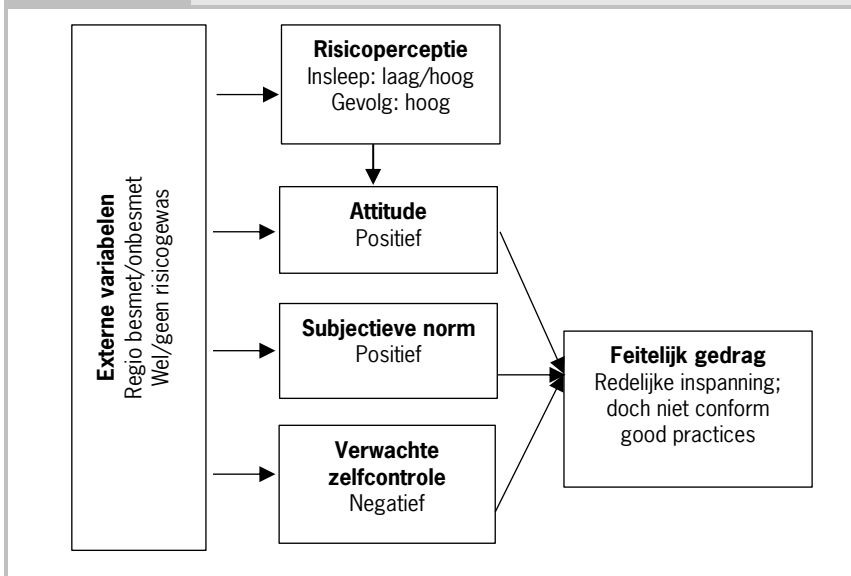 Externe variabelen
Regio besmet/onbesmet
Wel/geen risicogewas
Risicoperceptie
Insleep: laag/hoog
Gevolg: hoog
Attitude
Positief
Subjectieve norm
Positief
Verwachte
zelfcontrole
Negatief
Feitelijk gedrag
Redelijke inspanning;
doch niet conform
good practices